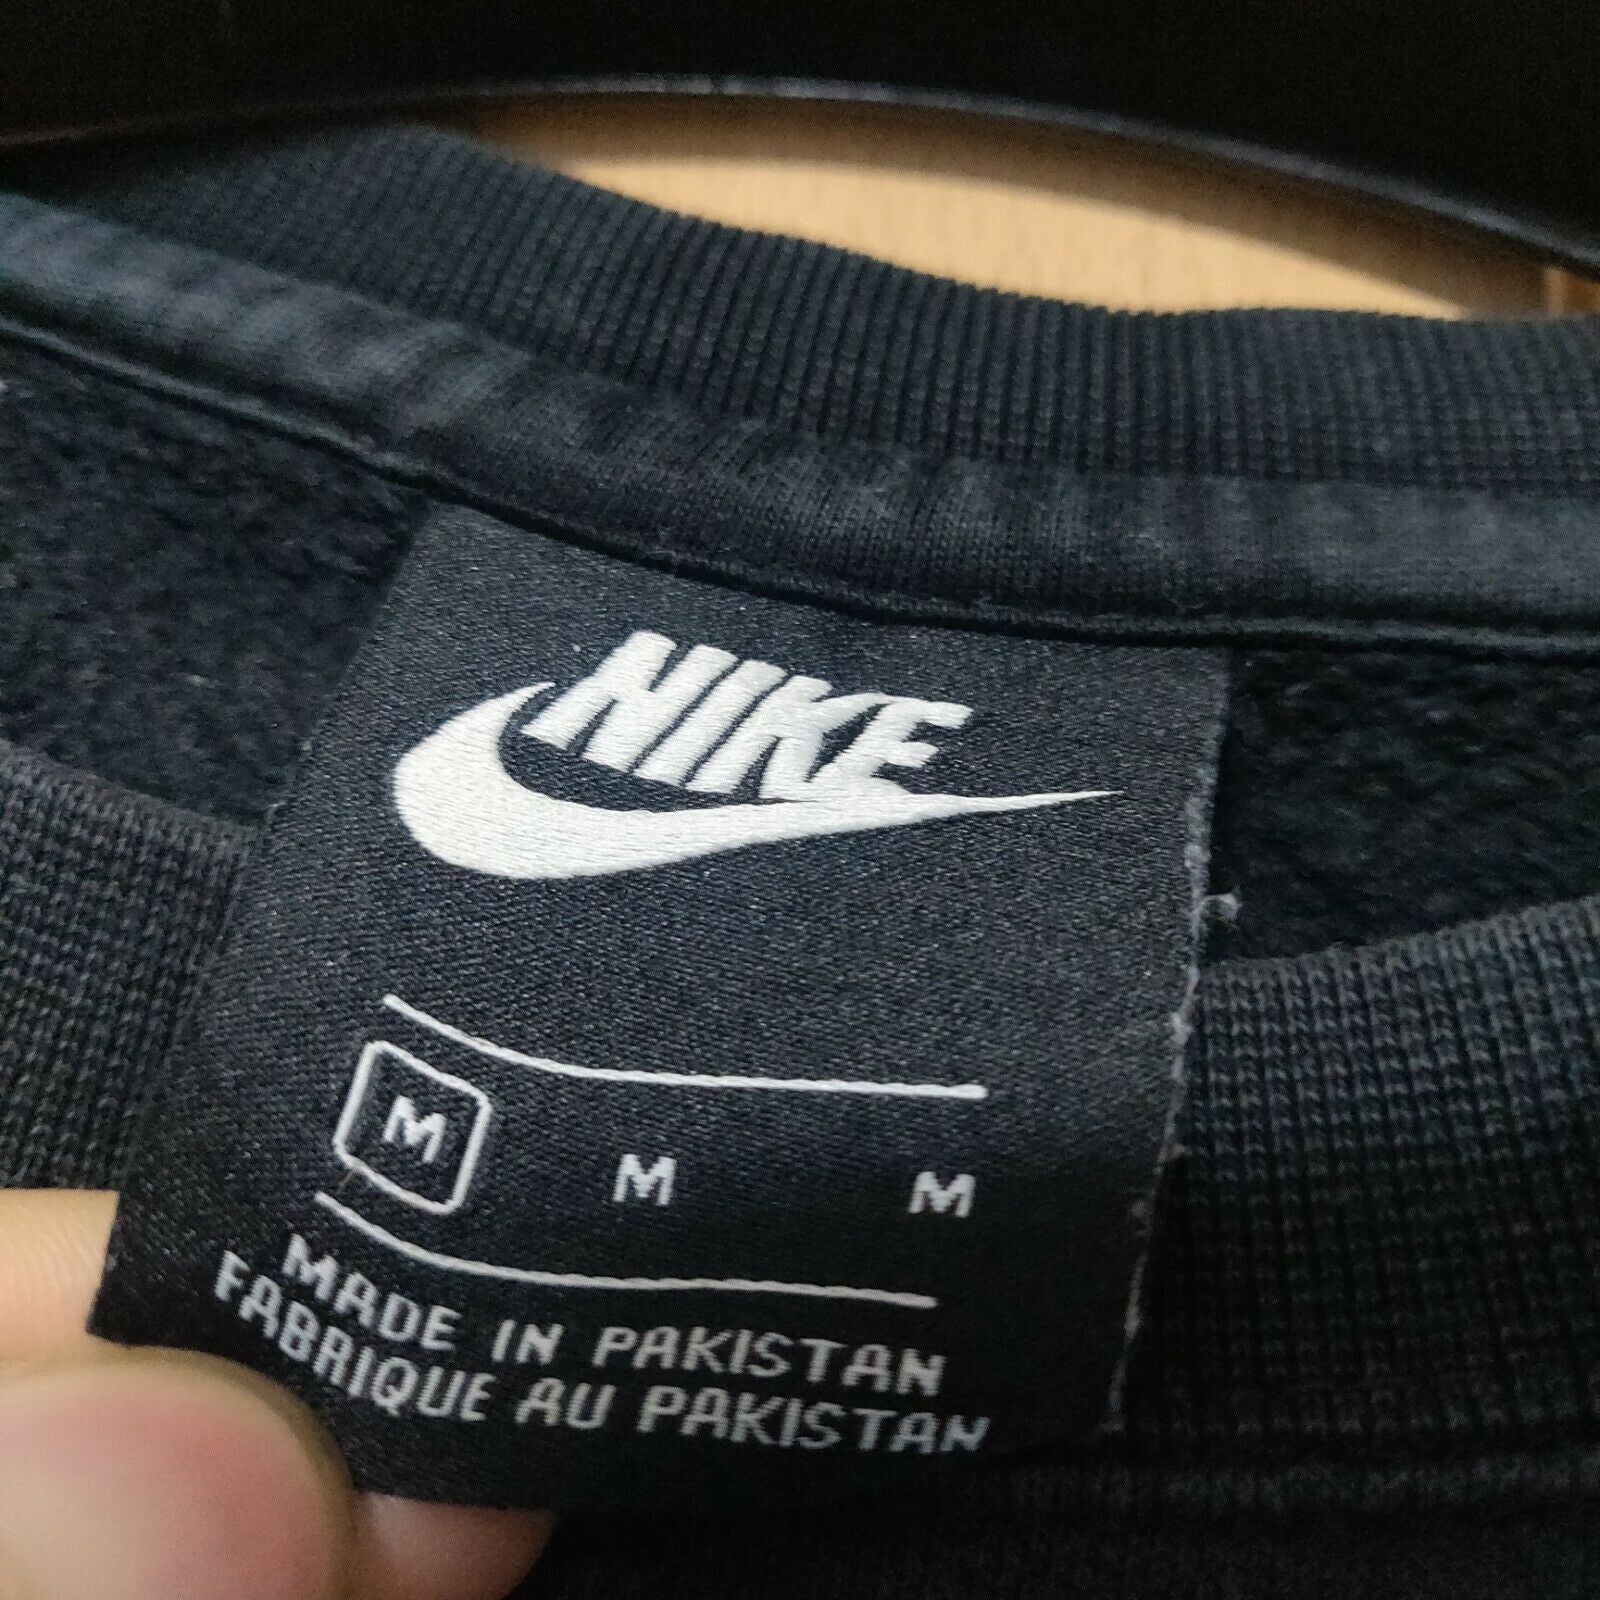 NIKE
M M M
MADE IN PAKISTAN
FABRIQUE AU PAKISTAN